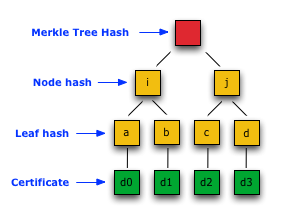 Merkle Tree Hash
Node hash i j
Leaf hash a b c d
Certificate d0 d1 d2 d3